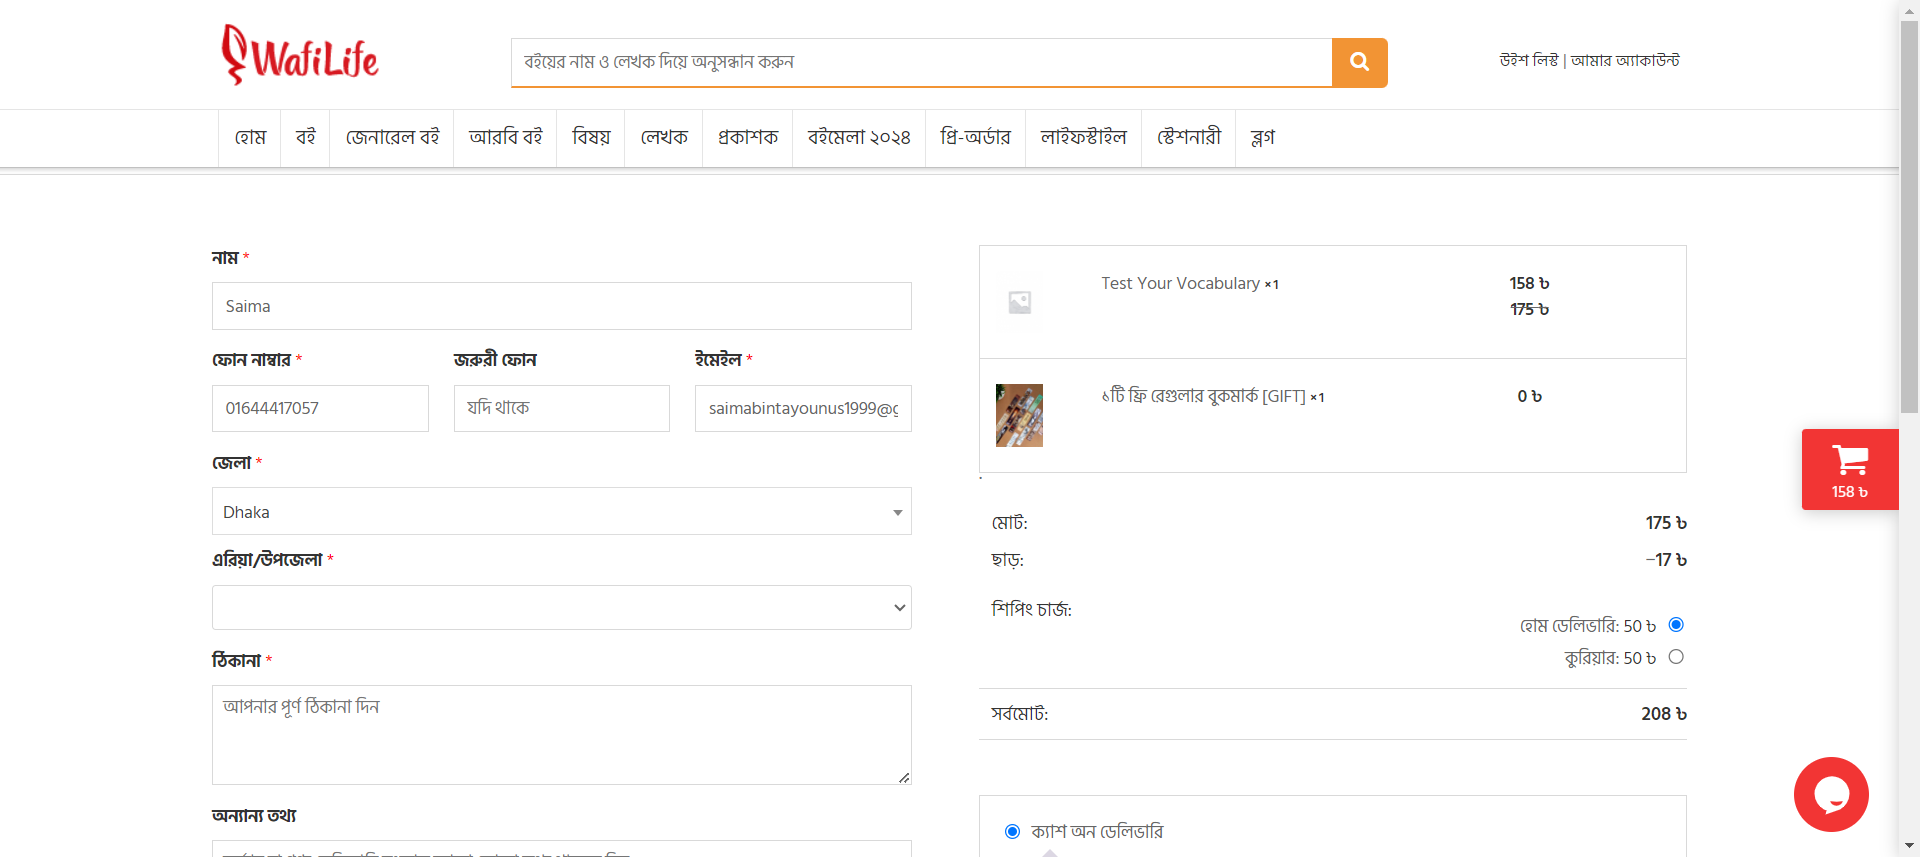 WafiLife
বইয়ের নাম ও লেখক দিয়ে অনুসন্ধান করুন
উইশ লিস্ট | আমার অ্যাকাউন্ট
হোম বই জেনারেল বই আরবি বই বিষয় লেখক প্রকাশক বইমেলা ২০২৪ প্রি-অর্ডার লাইফস্টাইল স্টেশনারী ব্লগ
নাম *
Saima
ফোন নাম্বার * জরুরী ফোন ইমেইল *
01644417057 যদি থাকে saimabintayounus1999@g
জেলা *
Dhaka
এরিয়া/উপজেলা *
ঠিকানা *
আপনার পূর্ণ ঠিকানা দিন
অন্যান্য তথ্য
Test Your Vocabulary ×1 158 ৳
175 ৳
১টি ফ্রি রেগুলার বুকমার্ক [GIFT] ×1 0 ৳
মোট: 175 ৳
ছাড়: -17 ৳
শিপিং চার্জ:
হোম ডেলিভারি: 50 ৳
কুরিয়ার: 50 ৳
সর্বমোট: 208 ৳
ক্যাশ অন ডেলিভারি
158 ৳